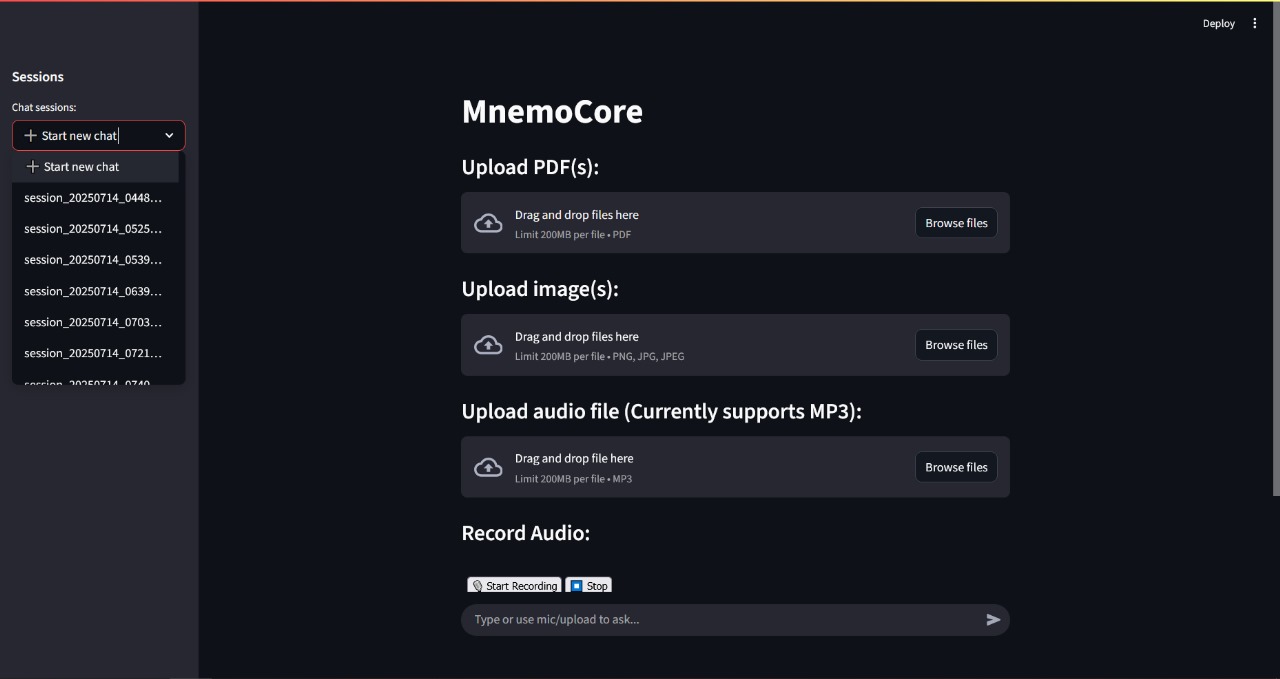 Deploy
Sessions
Chat sessions:
Start new chat
Start new chat
session_20250714_0448...
session_20250714_0525...
session_20250714_0539...
session_20250714_0639...
session_20250714_0703...
session_20250714_0721...
session_20250714_0740
MnemoCore
Upload PDF(s):
Drag and drop files here
Limit 200MB per file • PDF
Browse files
Upload image(s):
Drag and drop files here
Limit 200MB per file • PNG, JPG, JPEG
Browse files
Upload audio file (Currently supports MP3):
Drag and drop file here
Limit 200MB per file • MP3
Browse files
Record Audio:
Start Recording
Stop
Type or use mic/upload to ask...